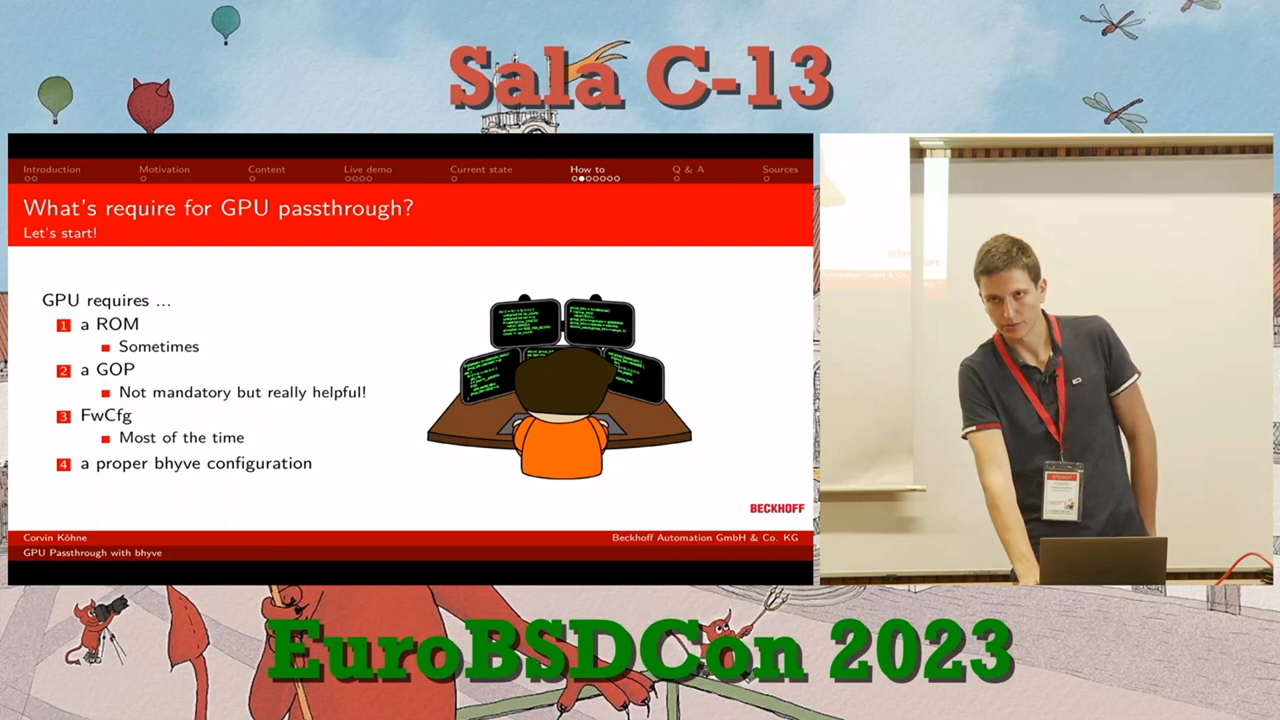 Sala C-13
Introduction
Motivation
Content
Live demo
Current state
How to
Q & A
Sources
What's require for GPU passthrough?
Let's start!
GPU requires ...
1 a ROM
Sometimes
2 a GOP
Not mandatory but really helpful!
3 FwCfg
Most of the time
4 a proper bhyve configuration
BECKHOFF
Corvin Köhne
Beckhoff Automation GmbH & Co. KG
GPU Passthrough with bhyve
EuroBSDCon 2023